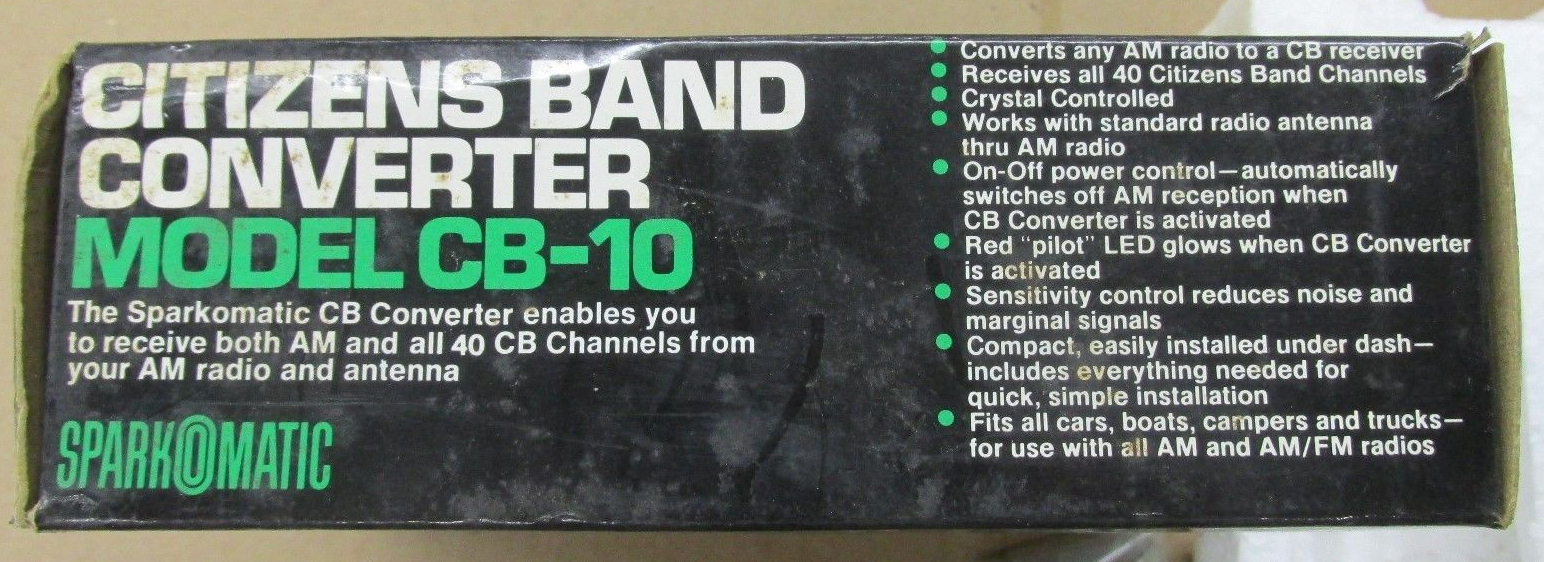 CITIZENS BAND
CONVERTER
MODEL CB-10
The Sparkomatic CB Converter enables you
to receive both AM and all 40 CB Channels from
your AM radio and antenna
SPARKOMATIC
• Converts any AM radio to a CB receiver
• Receives all 40 Citizens Band Channels
• Crystal Controlled
• Works with standard radio antenna
thru AM radio
• On-Off power control—automatically
switches off AM reception when
CB Converter is activated
• Red "pilot" LED glows when CB Converter
is activated
• Sensitivity control reduces noise and
marginal signals
• Compact, easily installed under dash—
includes everything needed for
quick, simple installation
• Fits all cars, boats, campers and trucks—
for use with all AM and AM/FM radios